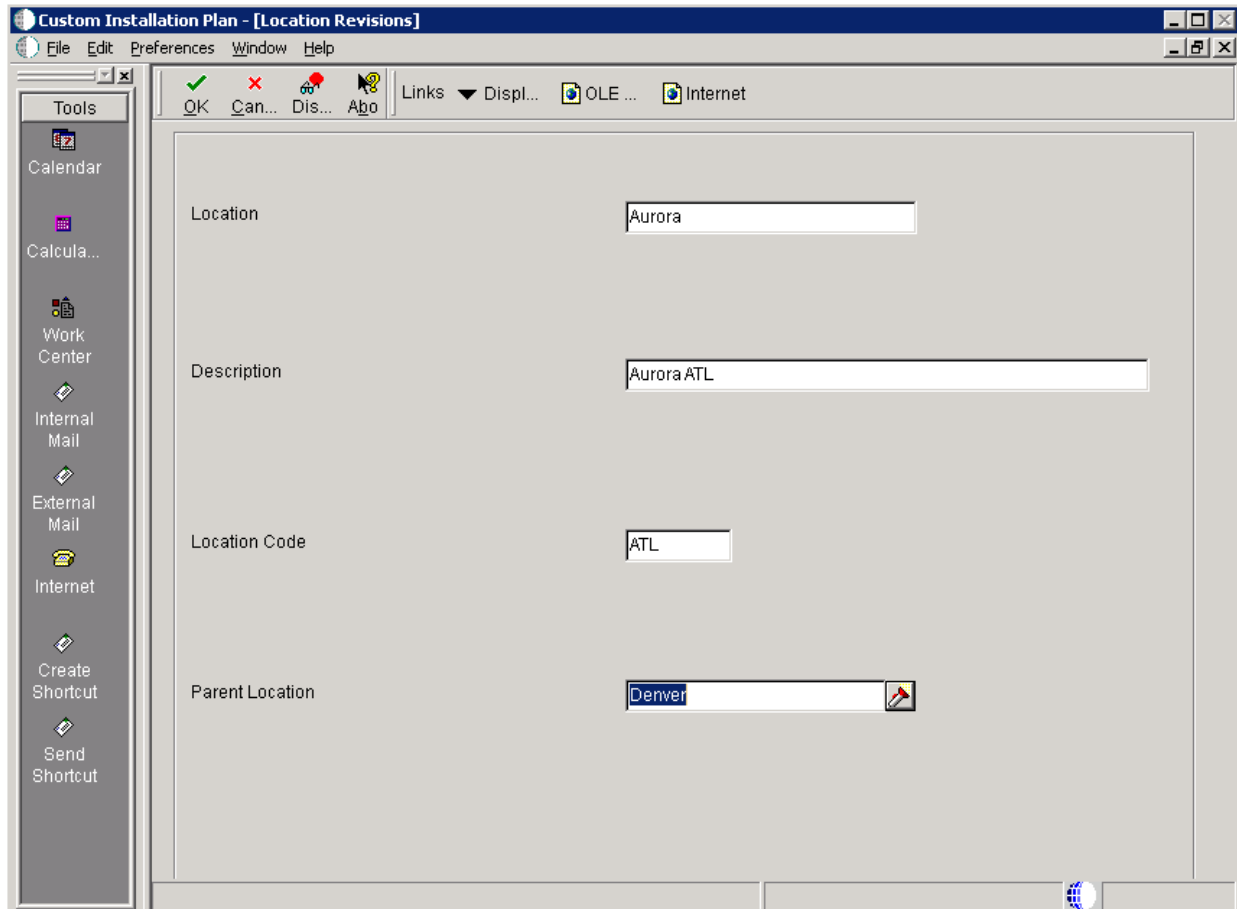 Custom Installation Plan - [Location Revisions]
File Edit Preferences Window Help
Tools
OK Can... Dis... Abo Links Displ... OLE ... Internet
Calendar
Calcula...
Work
Center
Internal
Mail
External
Mail
Internet
Create
Shortcut
Send
Shortcut
Location Aurora
Description Aurora ATL
Location Code ATL
Parent Location Denver